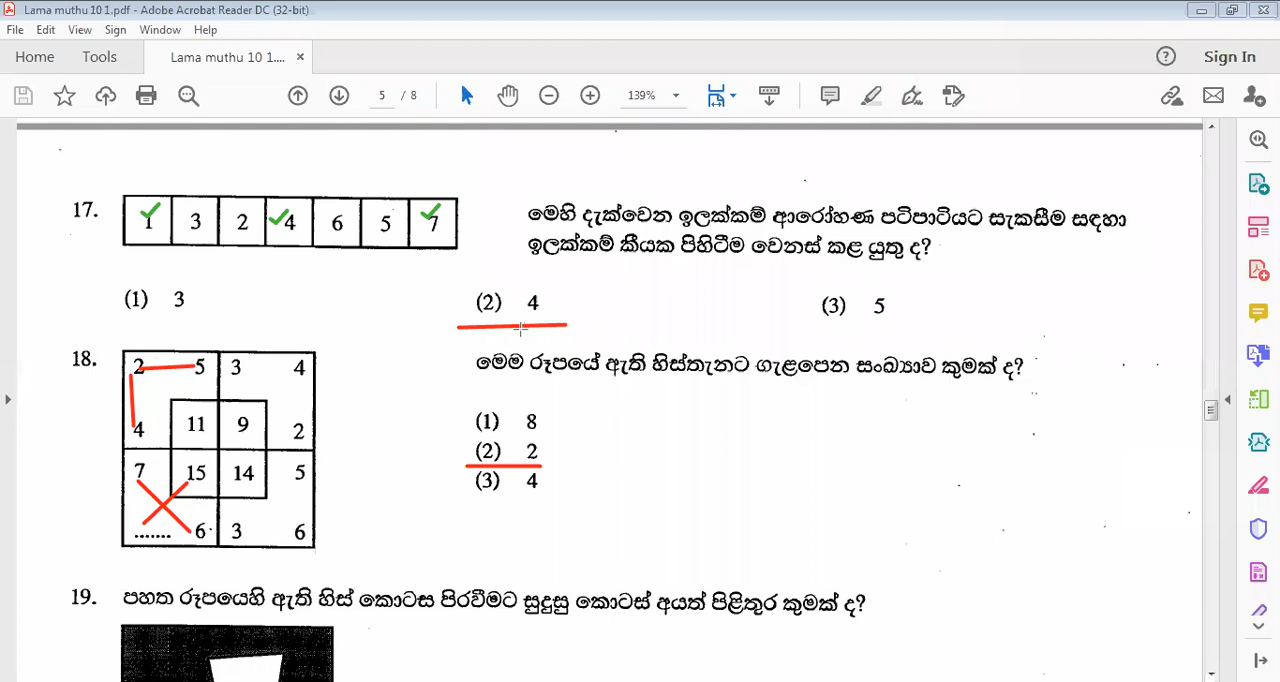 Lama muthu 10 1.pdf - Adobe Acrobat Reader DC (32-bit)
File Edit View Sign Window Help
Home Tools Lama muthu 10 1.... × Sign In
5 / 8 139%
17. 1 3 2 4 6 5 7 මෙහි දැක්වෙන ඉලක්කම් ආරෝහණ පටිපාටියට සැකසීම සඳහා
ඉලක්කම් කීයක පිහිටීම වෙනස් කළ යුතු ද?
(1) 3 (2) 4 (3) 5
18. මෙම රූපයේ ඇති හිස්තැනට ගැළපෙන සංඛ්‍යාව කුමක් ද?
2 5 3 4
4 11 9 2
7 15 14 5
....... 6 3 6
(1) 8
(2) 2
(3) 4
19. පහත රූපයෙහි ඇති හිස් කොටස පිරවීමට සුදුසු කොටස් අයත් පිළිතුර කුමක් ද?